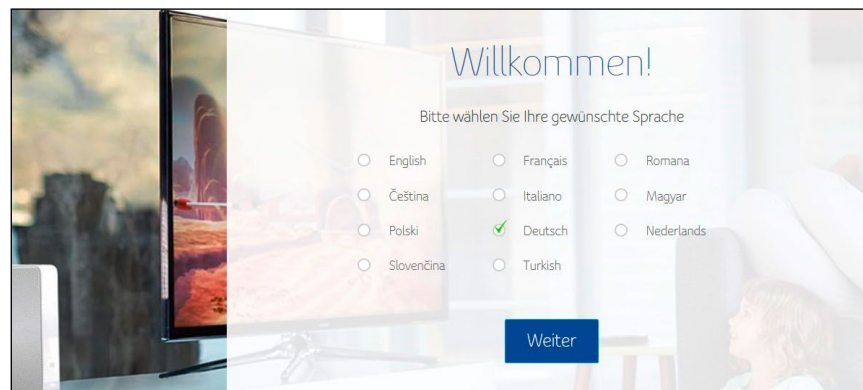 Willkommen!
Bitte wählen Sie Ihre gewünschte Sprache
English Français Romana
Čeština Italiano Magyar
Polski Deutsch Nederlands
Slovenčina Turkish
Weiter